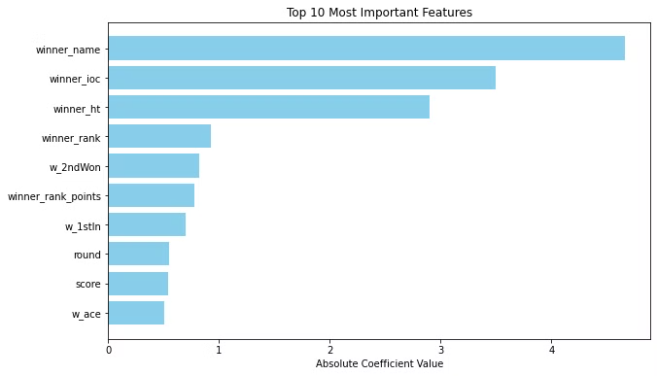 Top 10 Most Important Features
winner_name
winner_ioc
winner_ht
winner_rank
w_2ndWon
winner_rank_points
w_1stIn
round
score
w_ace
0 1 2 3 4
Absolute Coefficient Value